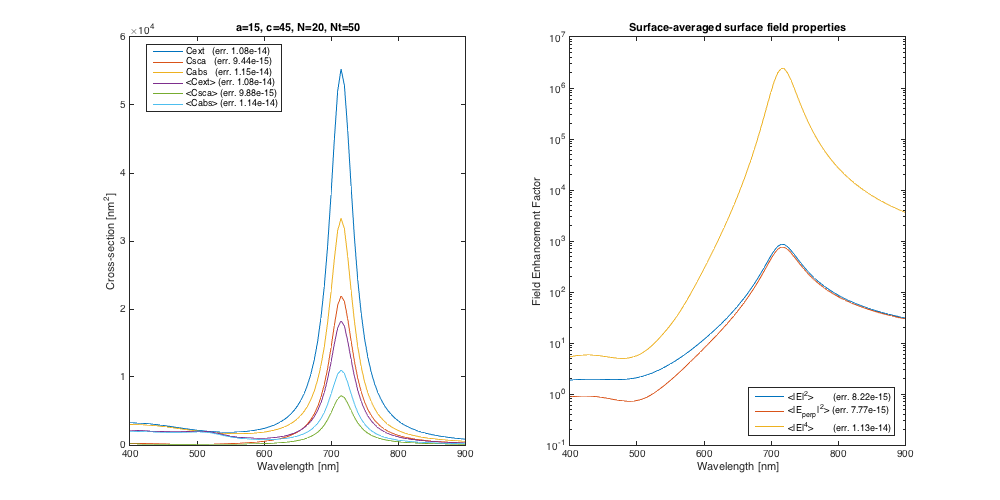 a=15, c=45, N=20, Nt=50
×10^4
6
5
4
3
2
1
0
Cross-section [nm^2]
Cext (err. 1.08e-14)
Csca (err. 9.44e-15)
Cabs (err. 1.15e-14)
<Cext> (err. 1.08e-14)
<Csca> (err. 9.88e-15)
<Cabs> (err. 1.14e-14)
400 500 600 700 800 900
Wavelength [nm]
Surface-averaged surface field properties
10^7
10^6
10^5
10^4
10^3
10^2
10^1
10^0
10^-1
Field Enhancement Factor
<|E|^2> (err. 8.22e-15)
<|E_perp|^2> (err. 7.77e-15)
<|E|^4> (err. 1.13e-14)
400 500 600 700 800 900
Wavelength [nm]